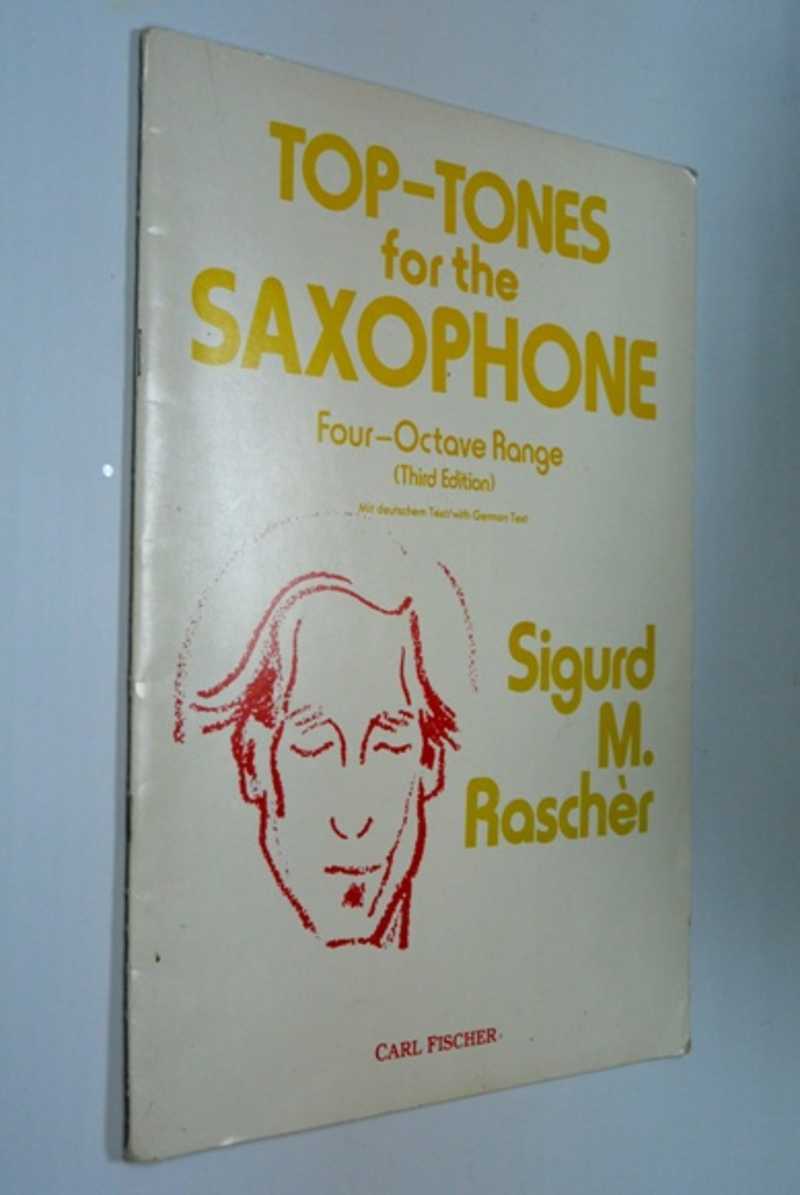 TOP-TONES
for the
SAXOPHONE
Four-Octave Range
(Third Edition)
Mit deutschem Text/with German Text
Sigurd
M.
Raschèr
CARL FISCHER